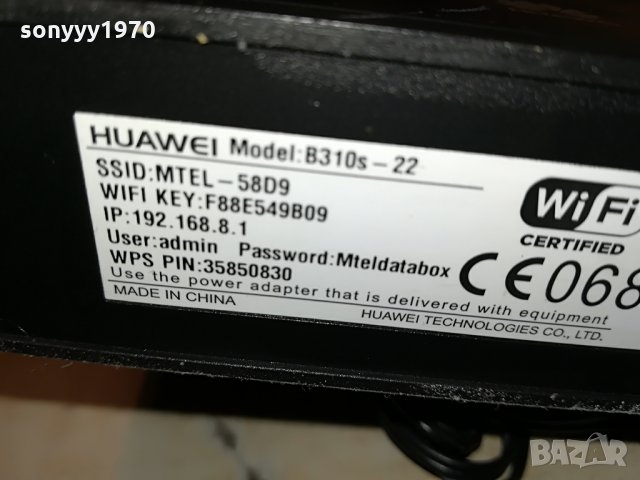 sonyyy1970
HUAWEI Model:B310s-22
SSID:MTEL-58D9
WIFI KEY:F88E549B09
IP:192.168.8.1
User:admin Password:Mteldatabox
WPS PIN:35850830
Use the power adapter that is delivered with equipment
MADE IN CHINA
HUAWEI TECHNOLOGIES CO., LTD.
Wi Fi
CERTIFIED
CE068
BAZAR